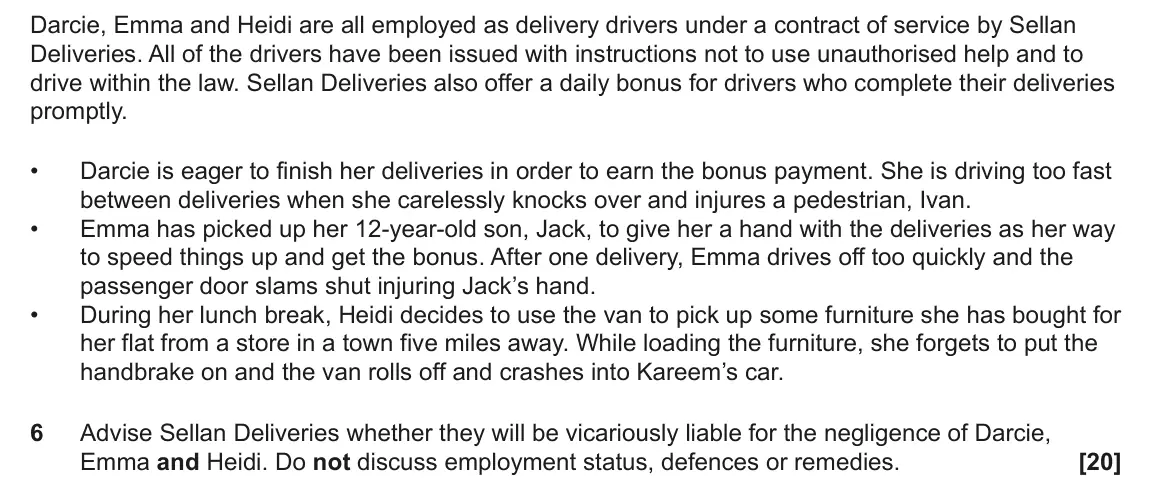 Darcie, Emma and Heidi are all employed as delivery drivers under a contract of service by Sellan
Deliveries. All of the drivers have been issued with instructions not to use unauthorised help and to
drive within the law. Sellan Deliveries also offer a daily bonus for drivers who complete their deliveries
promptly.
• Darcie is eager to finish her deliveries in order to earn the bonus payment. She is driving too fast
between deliveries when she carelessly knocks over and injures a pedestrian, Ivan.
• Emma has picked up her 12-year-old son, Jack, to give her a hand with the deliveries as her way
to speed things up and get the bonus. After one delivery, Emma drives off too quickly and the
passenger door slams shut injuring Jack’s hand.
• During her lunch break, Heidi decides to use the van to pick up some furniture she has bought for
her flat from a store in a town five miles away. While loading the furniture, she forgets to put the
handbrake on and the van rolls off and crashes into Kareem’s car.
6 Advise Sellan Deliveries whether they will be vicariously liable for the negligence of Darcie,
Emma and Heidi. Do not discuss employment status, defences or remedies. [20]